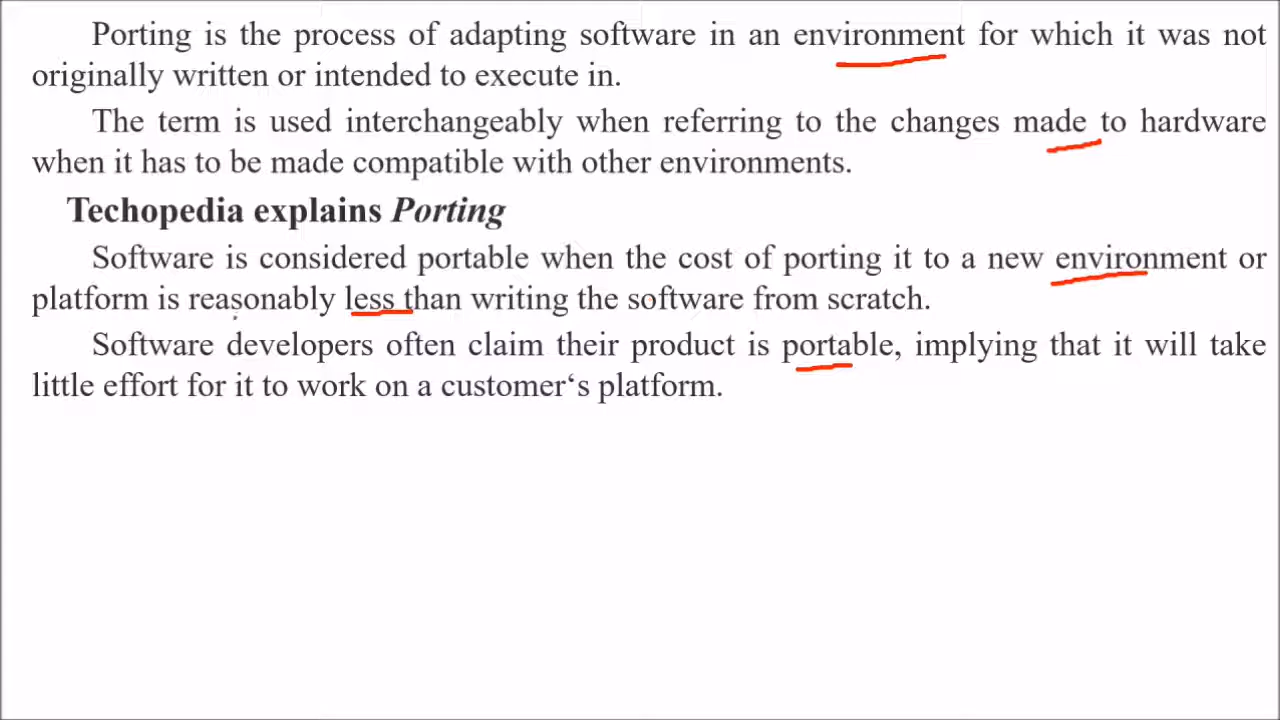 Porting is the process of adapting software in an environment for which it was not
originally written or intended to execute in.
The term is used interchangeably when referring to the changes made to hardware
when it has to be made compatible with other environments.
Techopedia explains Porting
Software is considered portable when the cost of porting it to a new environment or
platform is reasonably less than writing the software from scratch.
Software developers often claim their product is portable, implying that it will take
little effort for it to work on a customer‘s platform.